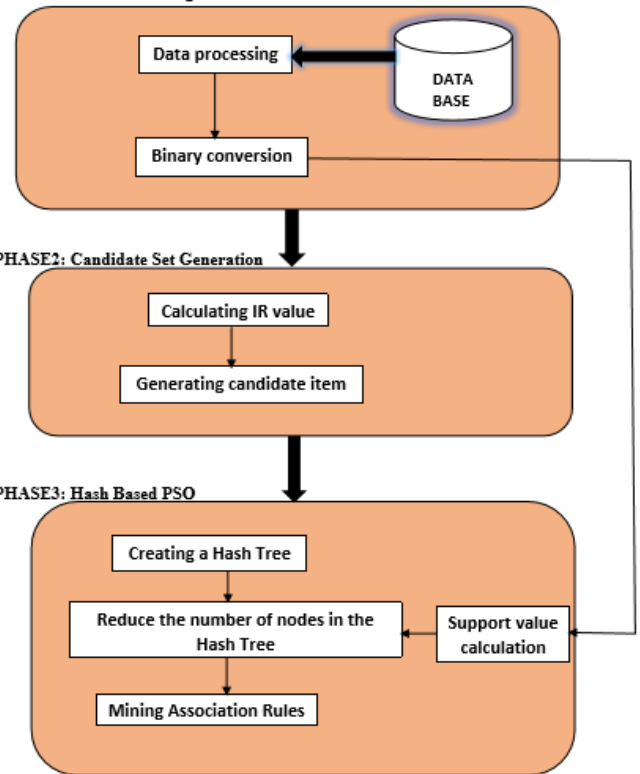 Data processing
DATA
BASE
Binary conversion
PHASE2: Candidate Set Generation
Calculating IR value
Generating candidate item
PHASE3: Hash Based PSO
Creating a Hash Tree
Reduce the number of nodes in the
Hash Tree
Support value
calculation
Mining Association Rules